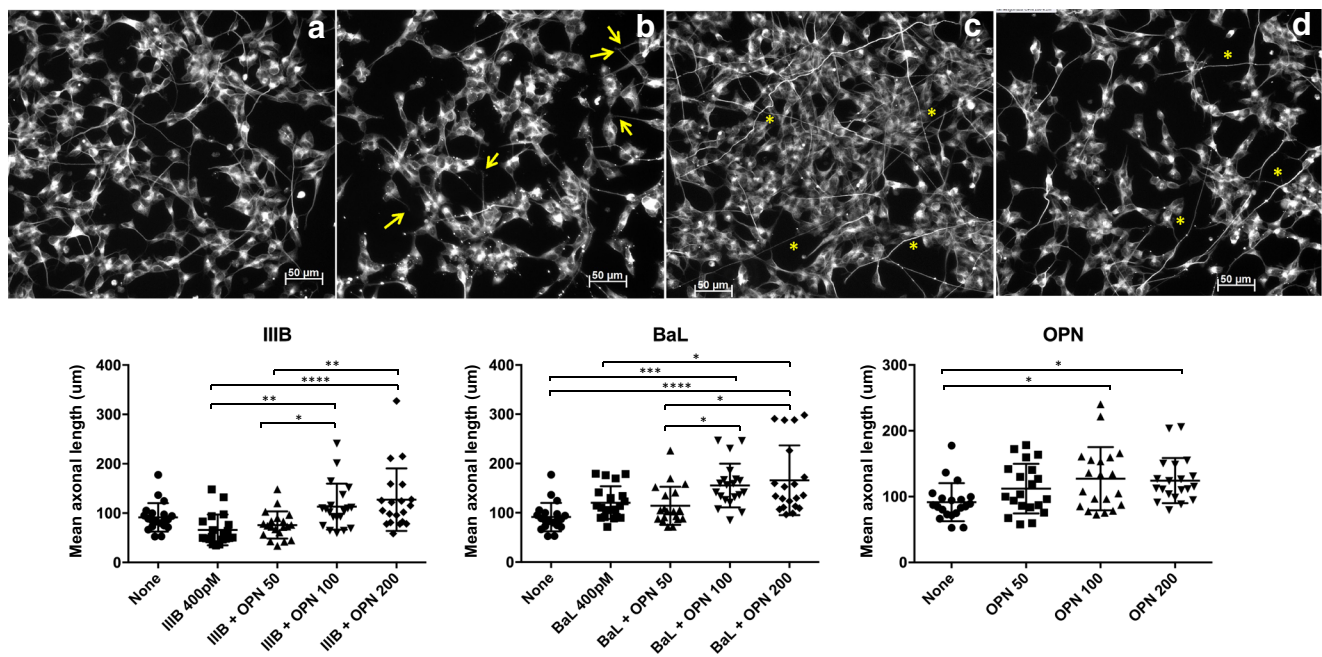 a
b
c
d
* * * * * * * *
50 µm
50 µm
50 µm
50 µm
IIIB
Mean axonal length (um)
400
300
200
100
0
**
****
**
*
None
IIIB 400pM
IIIB + OPN 50
IIIB + OPN 100
IIIB + OPN 200
BaL
Mean axonal length (um)
400
300
200
100
0
*
***
****
*
*
None
BaL 400pM
BaL + OPN 50
BaL + OPN 100
BaL + OPN 200
OPN
Mean axonal length (um)
300
200
100
0
*
*
None
OPN 50
OPN 100
OPN 200